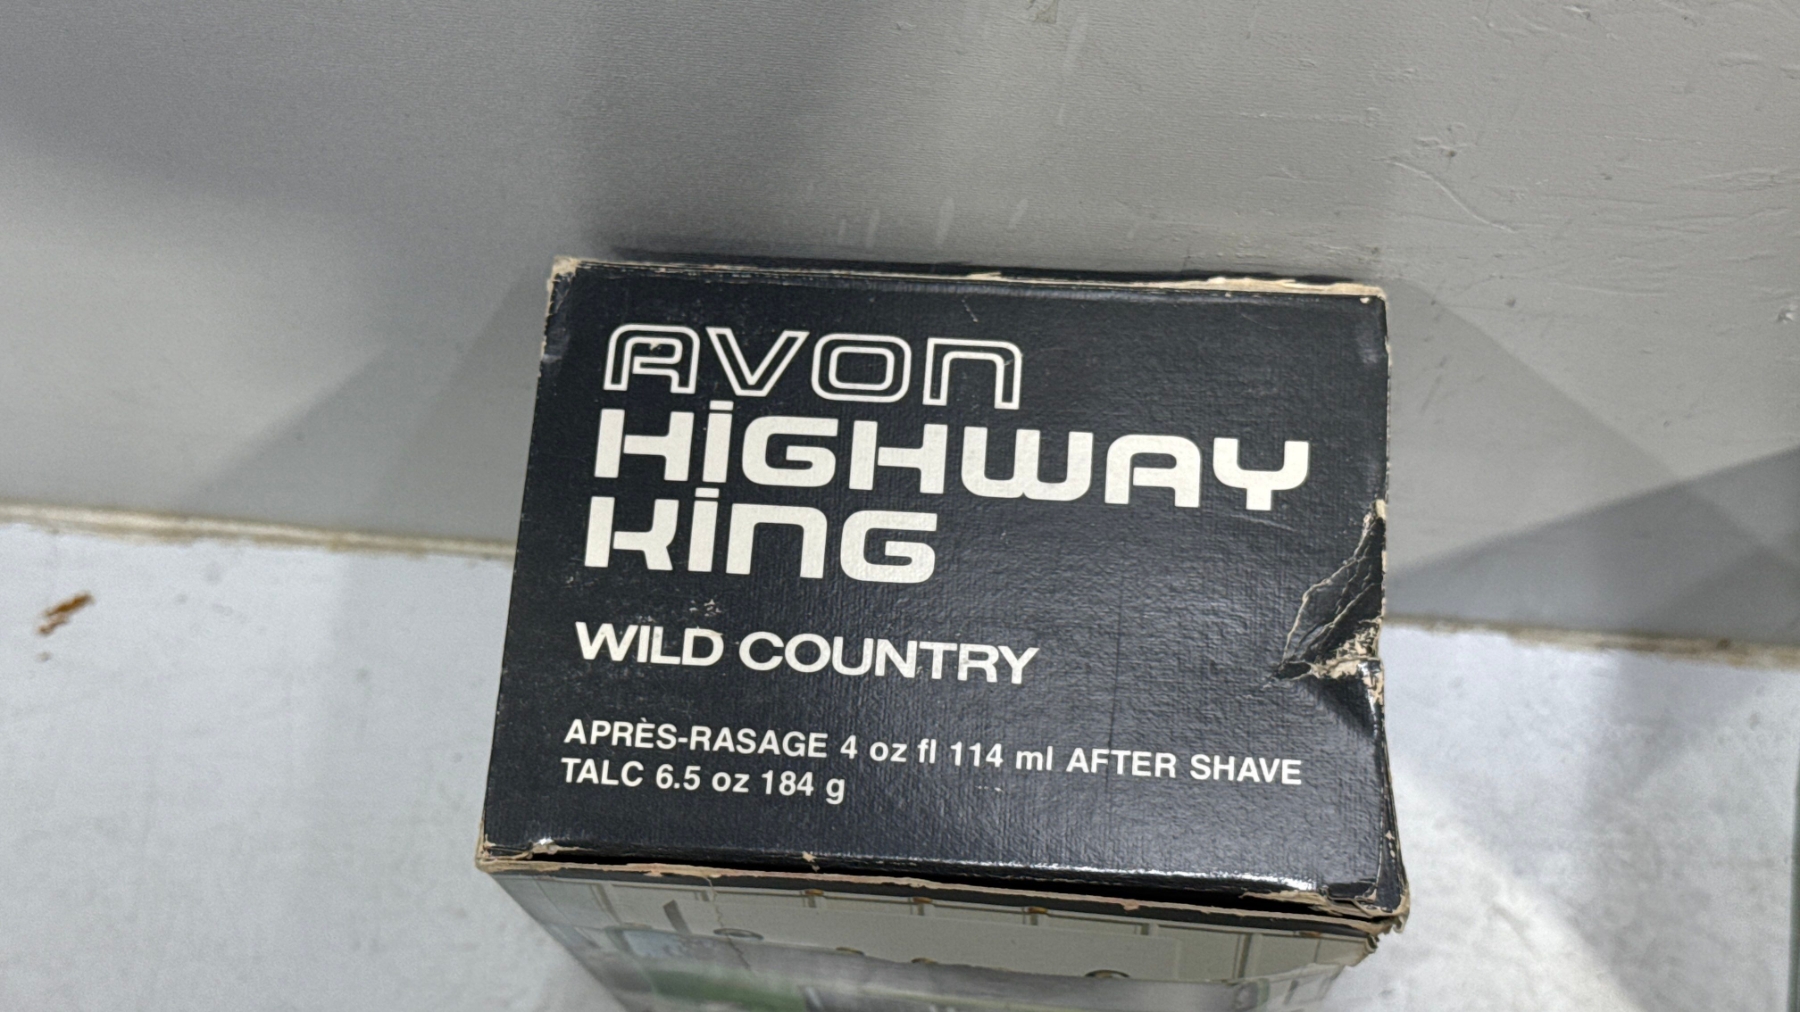 AVON
HiGHWAY
KiNG
WILD COUNTRY
APRÈS-RASAGE 4 oz fl 114 ml AFTER SHAVE
TALC 6.5 oz 184 g